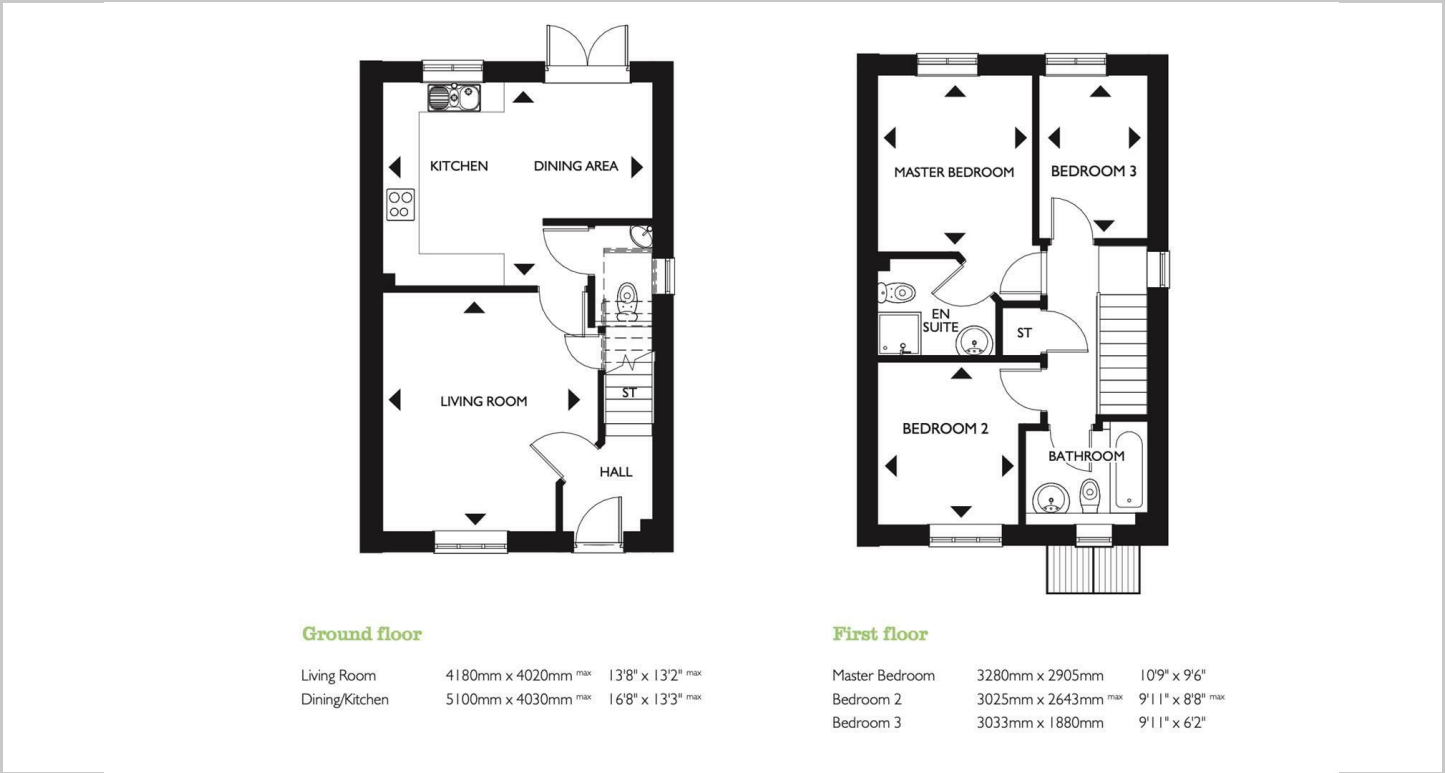 KITCHEN
DINING AREA
LIVING ROOM
ST
HALL
MASTER BEDROOM
BEDROOM 3
EN
SUITE
ST
BEDROOM 2
BATHROOM
Ground floor
Living Room 4180mm x 4020mm max 13'8" x 13'2" max
Dining/Kitchen 5100mm x 4030mm max 16'8" x 13'3" max
First floor
Master Bedroom 3280mm x 2905mm 10'9" x 9'6"
Bedroom 2 3025mm x 2643mm max 9'11" x 8'8" max
Bedroom 3 3033mm x 1880mm 9'11" x 6'2"